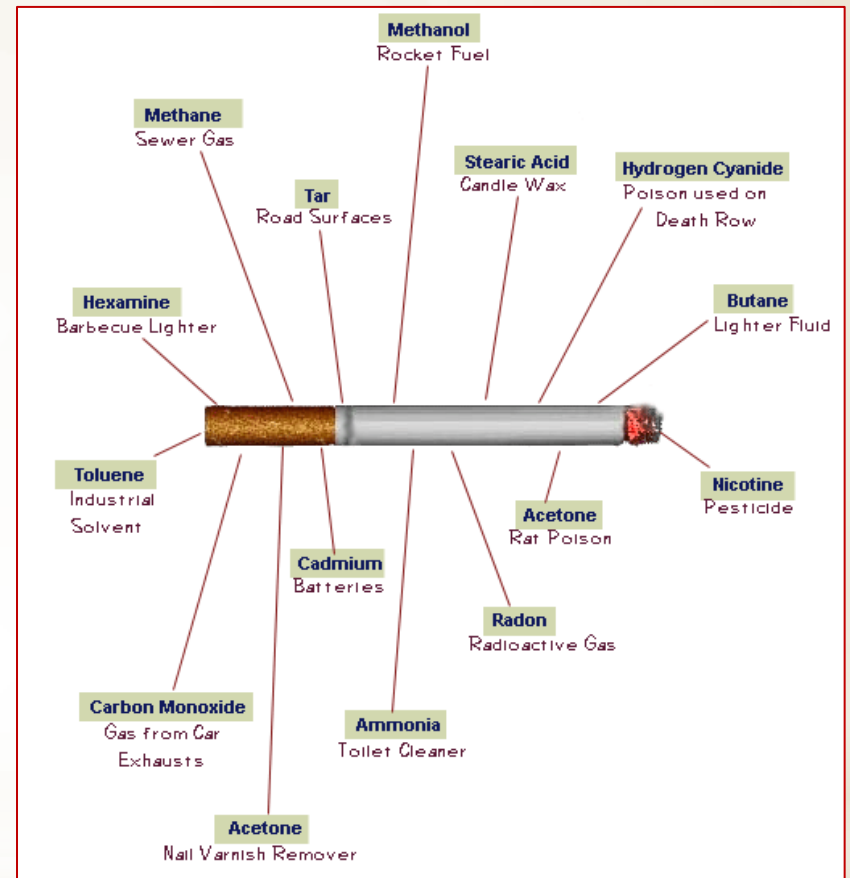 Methanol
Rocket Fuel
Methane
Sewer Gas
Stearic Acid
Candle Wax
Hydrogen Cyanide
Poison used on
Death Row
Tar
Road Surfaces
Hexamine
Barbecue Lighter
Butane
Lighter Fluid
Toluene
Industrial
Solvent
Nicotine
Pesticide
Acetone
Rat Poison
Cadmium
Batteries
Radon
Radioactive Gas
Carbon Monoxide
Gas from Car
Exhausts
Ammonia
Toilet Cleaner
Acetone
Nail Varnish Remover